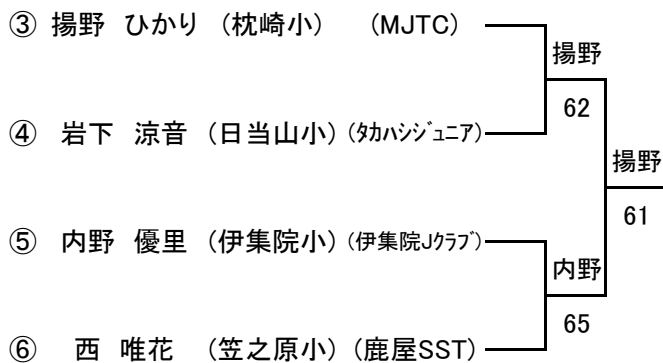 ③ 揚野 ひかり (枕崎小) (MJTC)
揚野
62
④ 岩下 涼音 (日当山小) (ﾀｶﾊｼｼﾞｭﾆｱ)
揚野
61
⑤ 内野 優里 (伊集院小) (伊集院Jｸﾗﾌﾞ)
内野
65
⑥ 西 唯花 (笠之原小) (鹿屋SST)